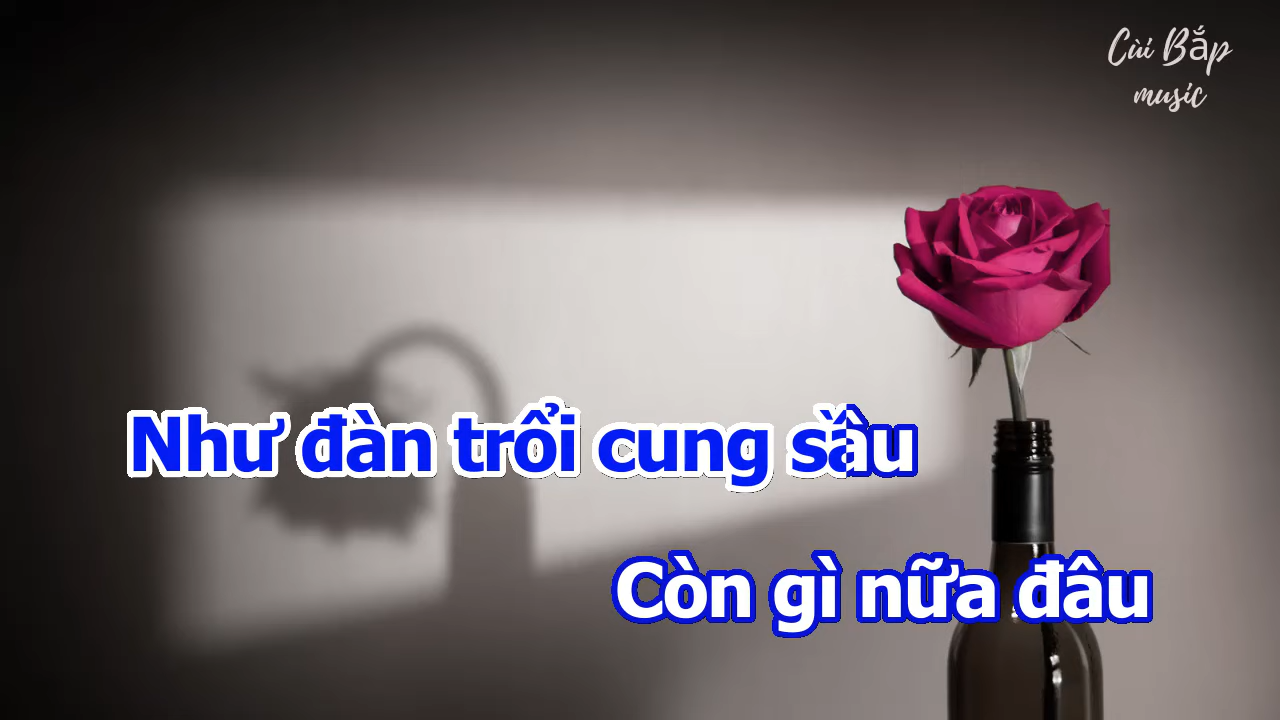 Cùi Bắp
music
Như đàn trổi cung sầu
Còn gì nữa đâu